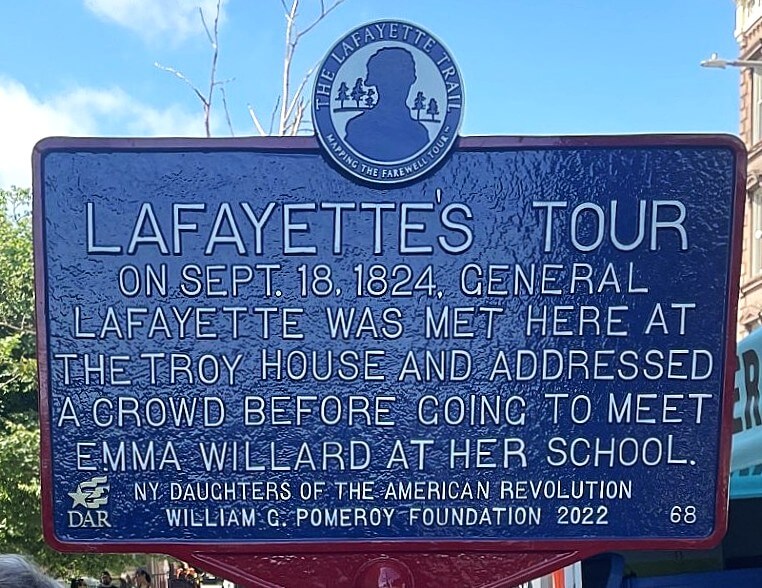 THE LAFAYETTE TRAIL
MAPPING THE FAREWELL TOUR
LAFAYETTE'S TOUR
ON SEPT. 18, 1824, GENERAL
LAFAYETTE WAS MET HERE AT
THE TROY HOUSE AND ADDRESSED
A CROWD BEFORE GOING TO MEET
EMMA WILLARD AT HER SCHOOL.
DAR
NY DAUGHTERS OF THE AMERICAN REVOLUTION
WILLIAM G. POMEROY FOUNDATION 2022 68
ER